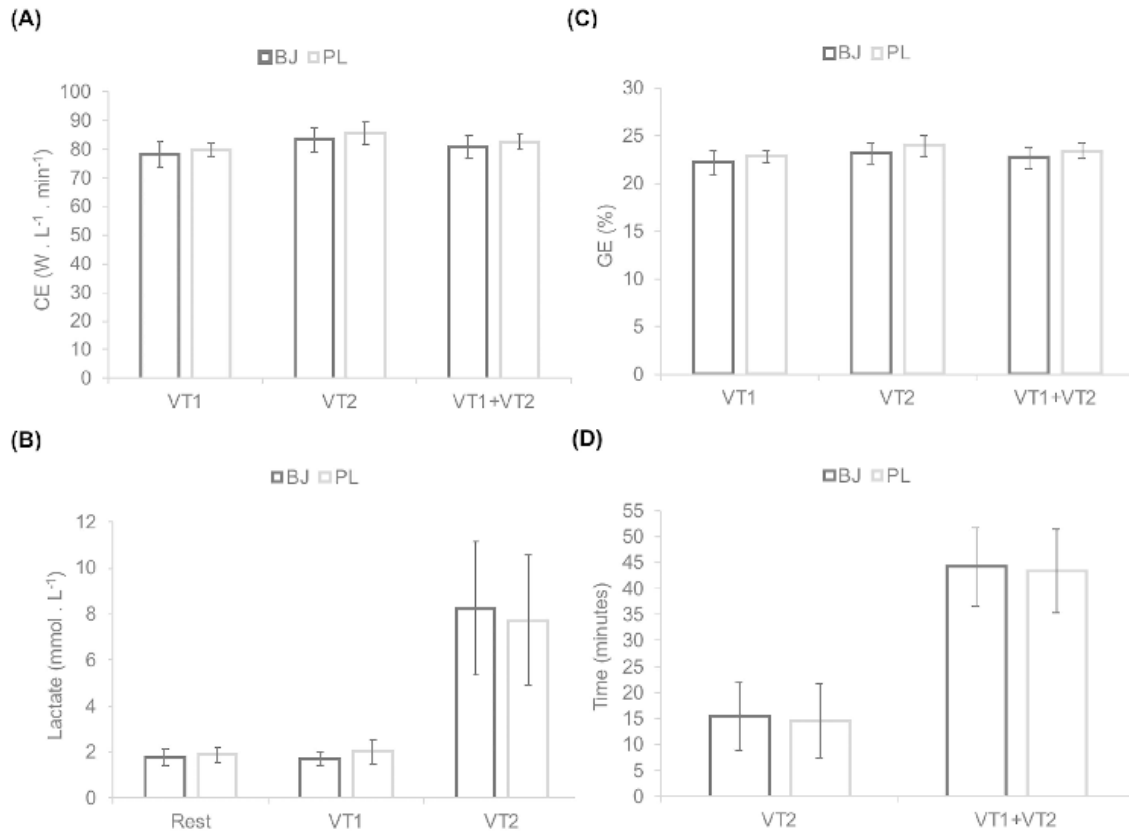 (A)
BJ PL
CE (W . L⁻¹ . min⁻¹)
100
90
80
70
60
50
40
30
20
10
0
VT1 VT2 VT1+VT2
(C)
BJ PL
GE (%)
30
25
20
15
10
5
0
VT1 VT2 VT1+VT2
(B)
BJ PL
Lactate (mmol . L⁻¹)
12
10
8
6
4
2
0
Rest VT1 VT2
(D)
BJ PL
Time (minutes)
55
50
45
40
35
30
25
20
15
10
5
0
VT2 VT1+VT2